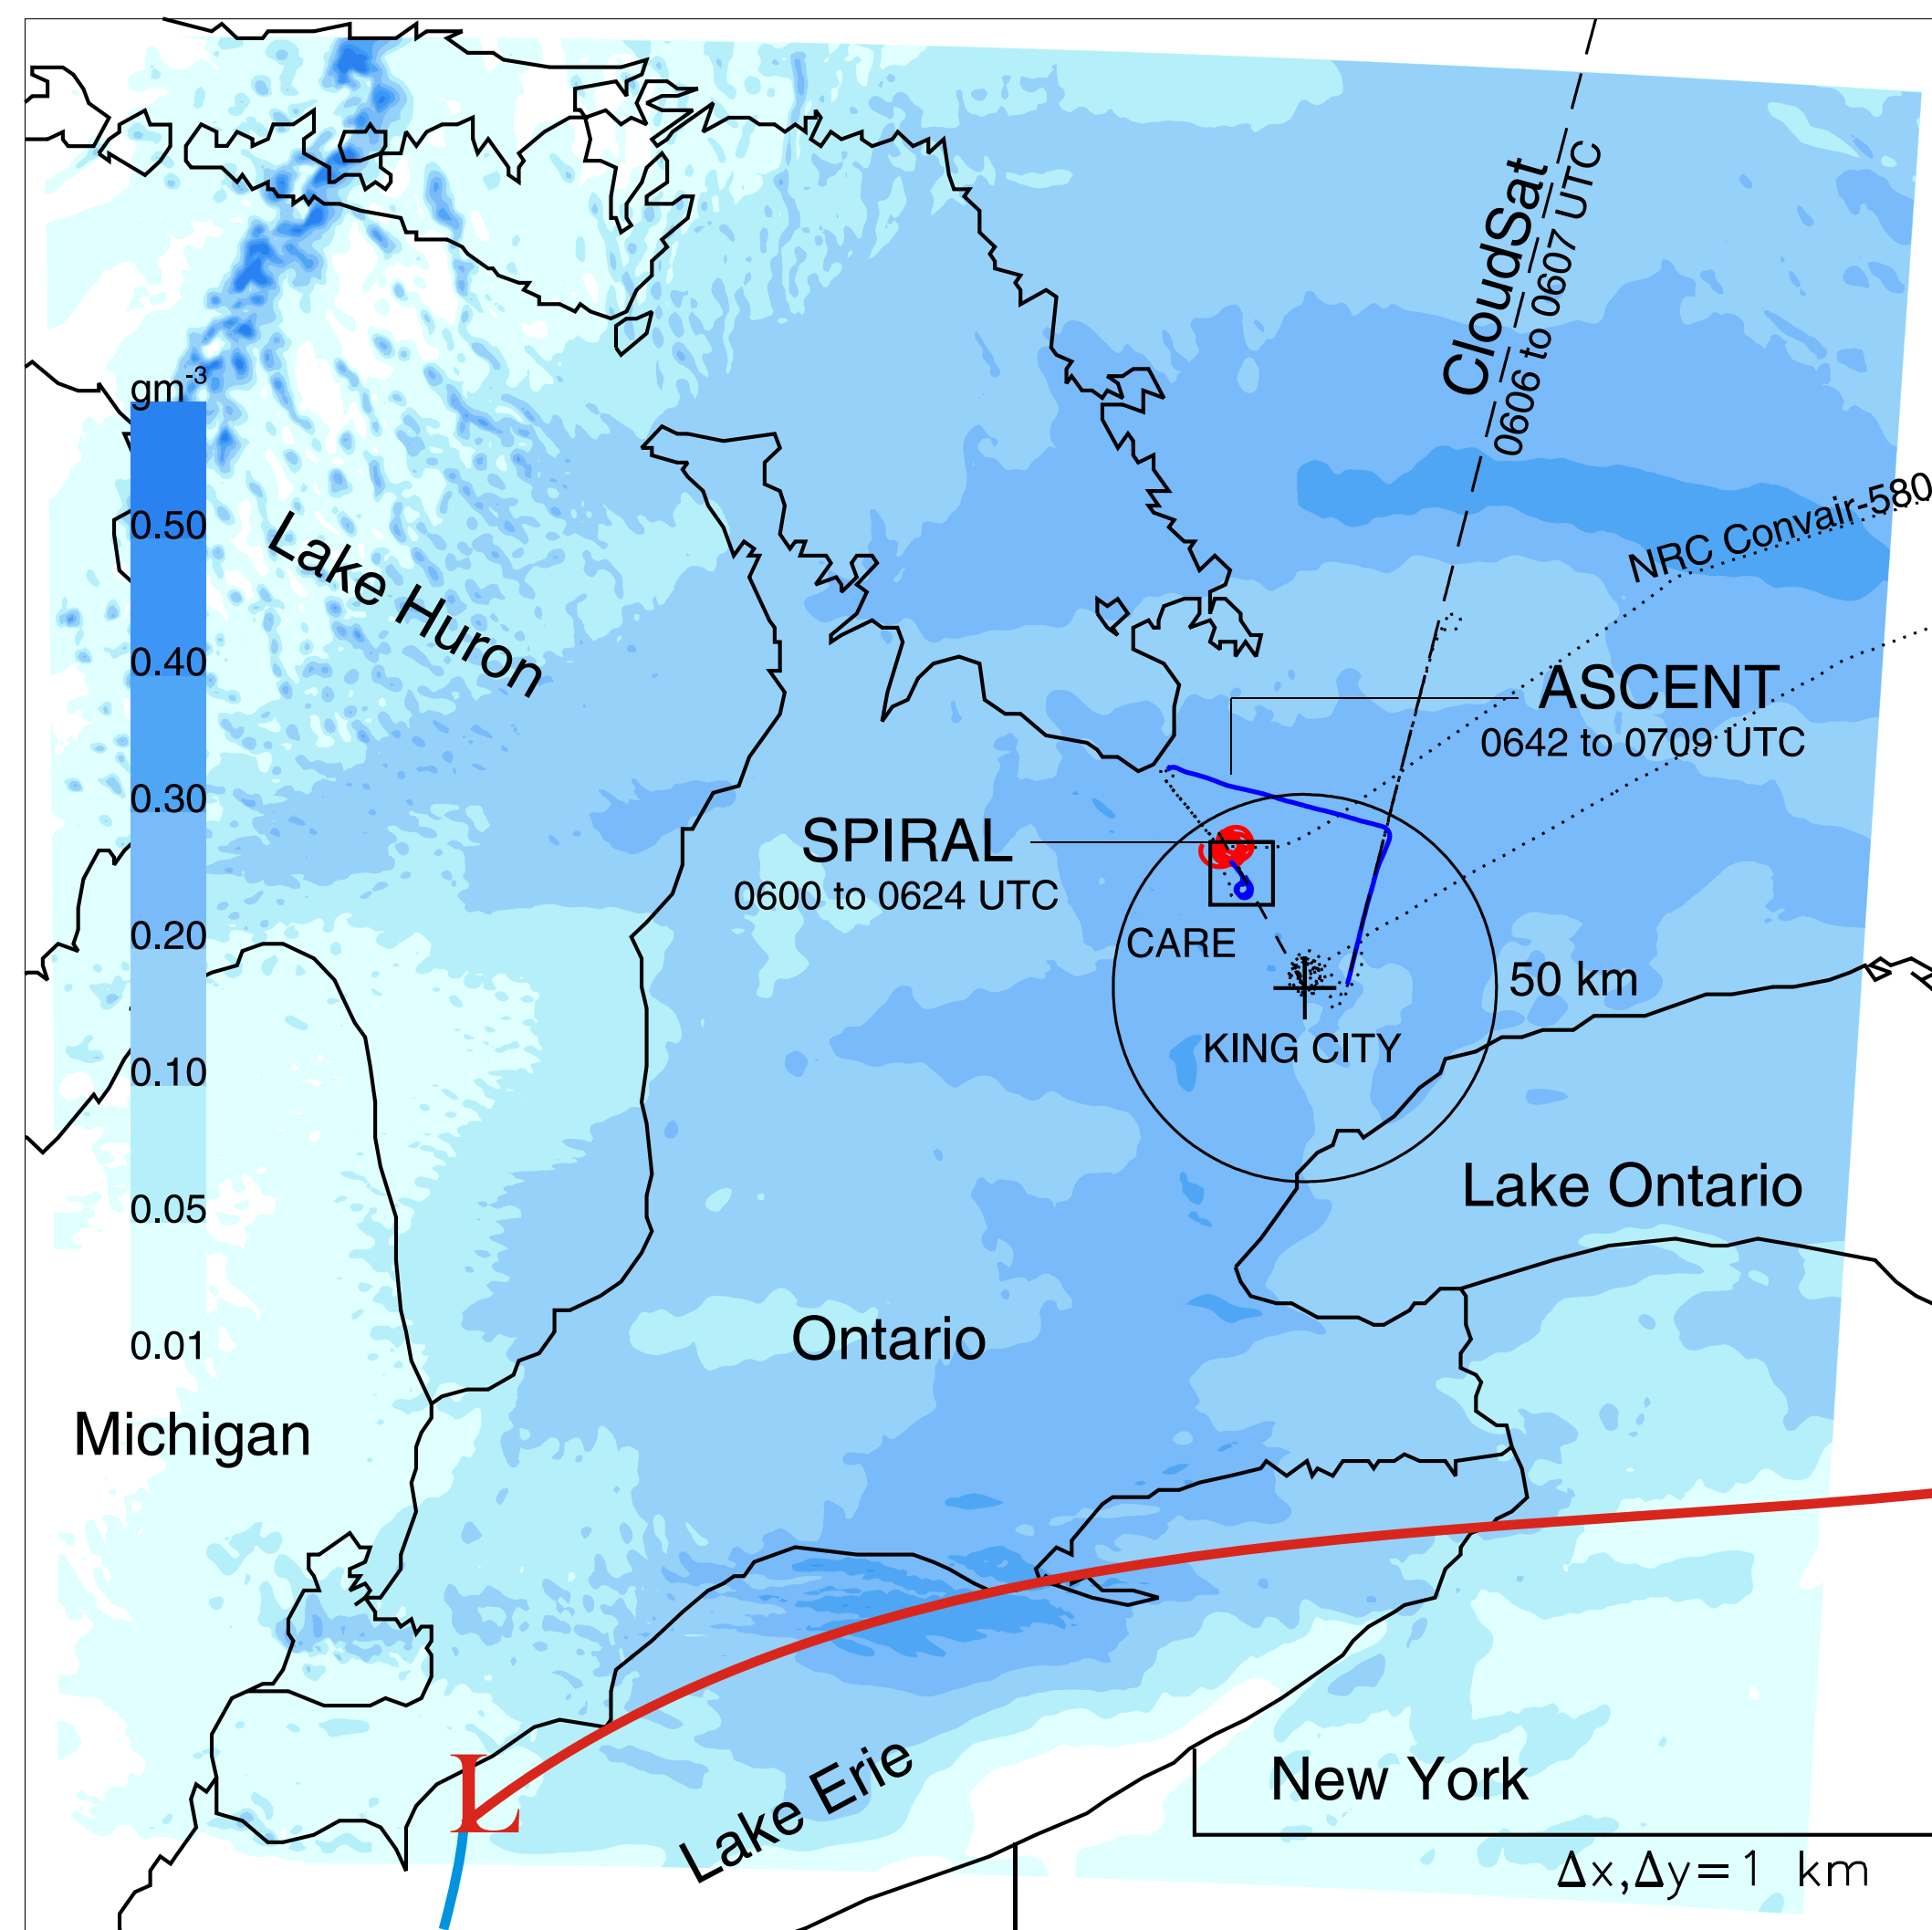 CloudSat
0606 to 0607 UTC
gm-3
0.50
0.40
0.30
0.20
0.10
0.05
0.01
Lake Huron
NRC Convair-580
ASCENT
0642 to 0709 UTC
SPIRAL
0600 to 0624 UTC
CARE
50 km
KING CITY
Lake Ontario
Ontario
Michigan
L
Lake Erie
New York
Δx,Δy=1 km